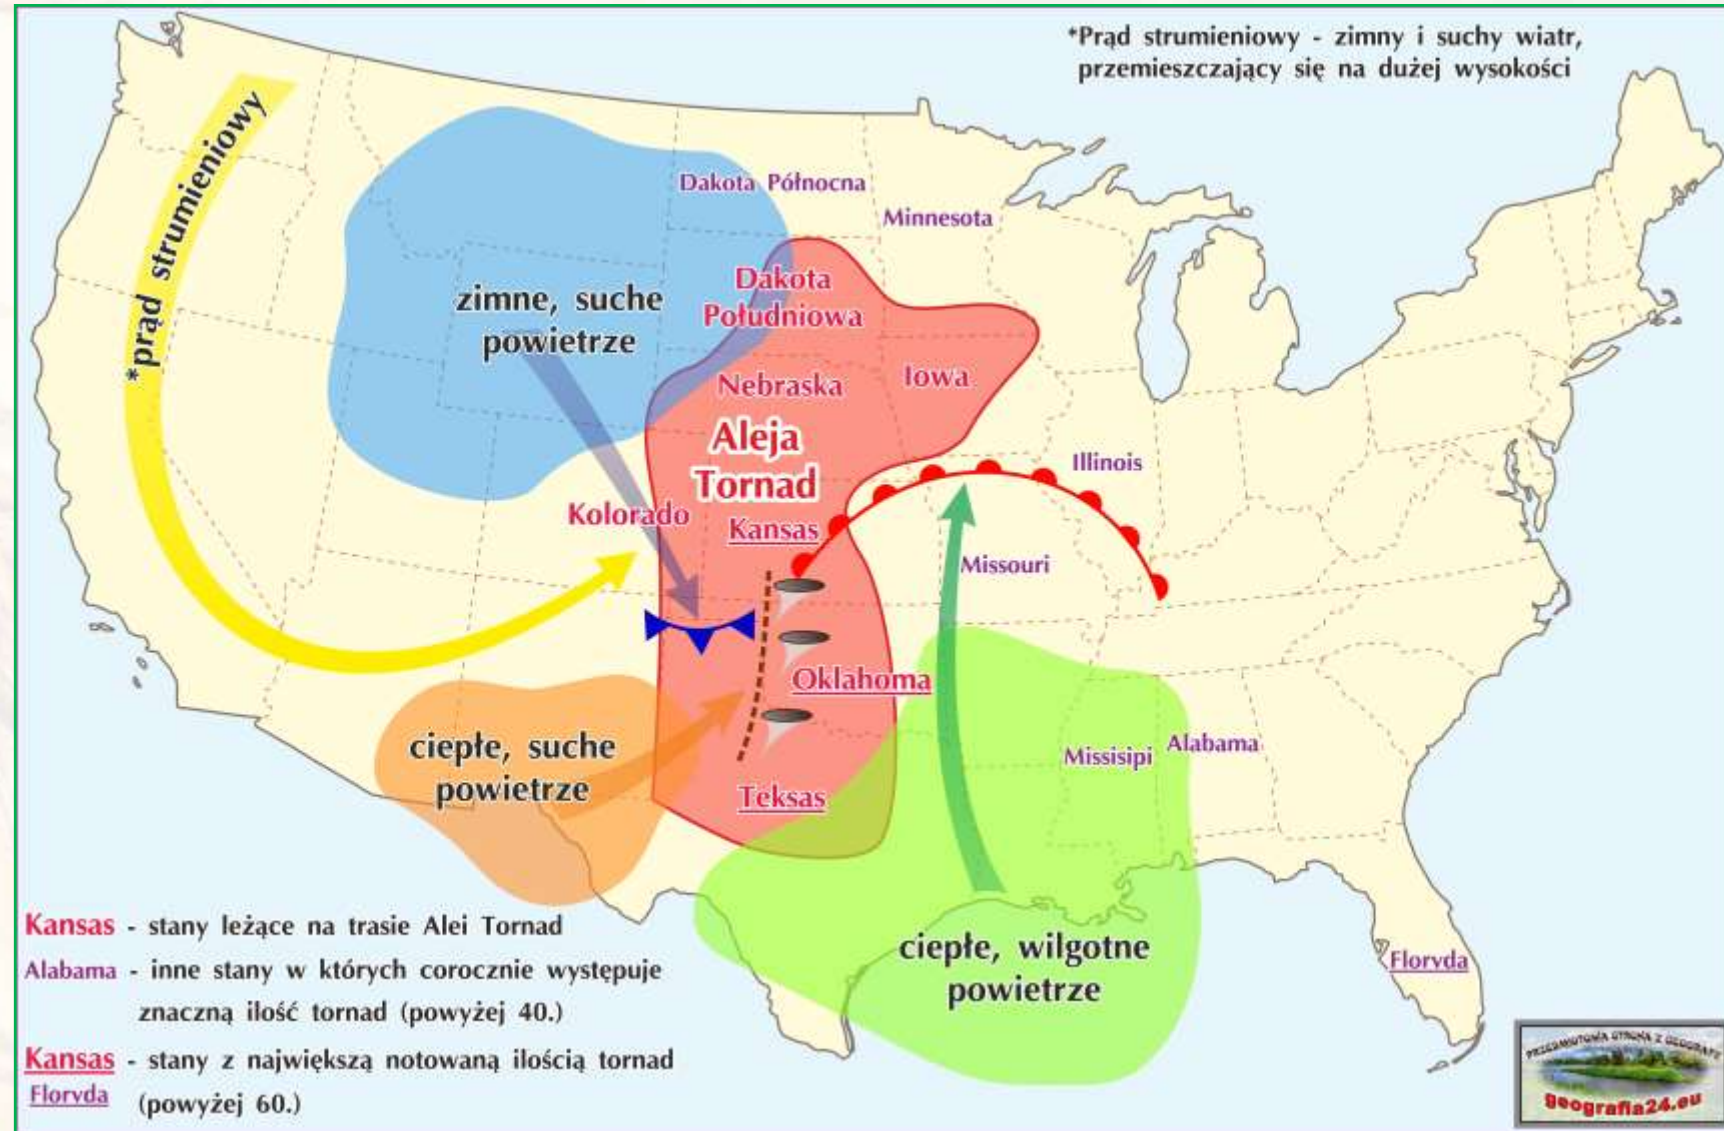 *Prąd strumieniowy - zimny i suchy wiatr,
przemieszczający się na dużej wysokości
*prąd strumieniowy
Dakota Północna
Minnesota
Dakota
Południowa
zimne, suche
powietrze
Nebraska
Iowa
Aleja
Tornad
Illinois
Kolorado
Kansas
Missouri
Oklahoma
ciepłe, suche
powietrze
Missisipi
Alabama
Teksas
ciepłe, wilgotne
powietrze
Floryda
Kansas - stany leżące na trasie Alei Tornad
Alabama - inne stany w których corocznie występuje
znaczną ilość tornad (powyżej 40.)
Kansas - stany z największą notowaną ilością tornad
Floryda (powyżej 60.)
PRZEDMIOTOWA STRONA Z GEOGRAFII
geografia24.eu